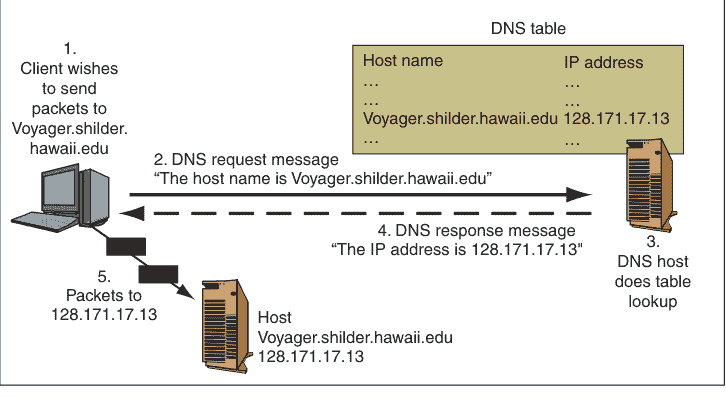 DNS table
Host name IP address
… …
… …
Voyager.shilder.hawaii.edu 128.171.17.13
… …
1.
Client wishes
to send
packets to
Voyager.shilder.
hawaii.edu
2. DNS request message
“The host name is Voyager.shilder.hawaii.edu”
3.
DNS host
does table
lookup
4. DNS response message
“The IP address is 128.171.17.13"
5.
Packets to
128.171.17.13
Host
Voyager.shilder.hawaii.edu
128.171.17.13